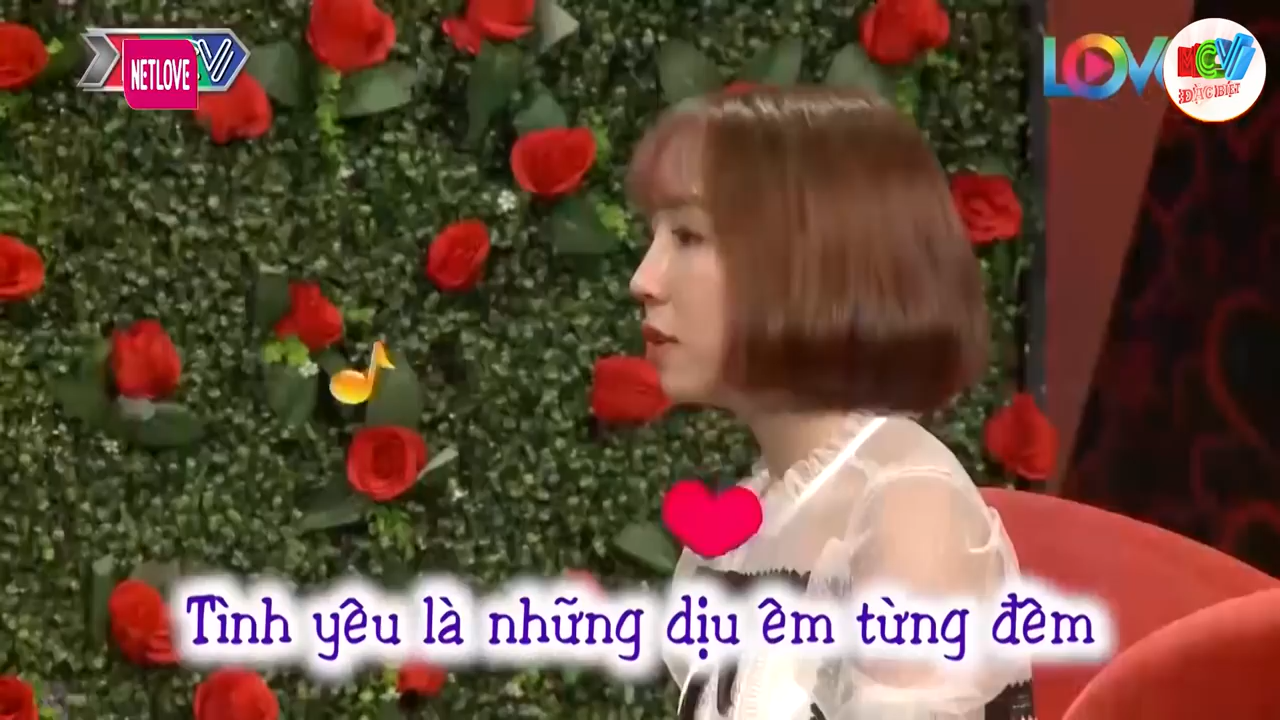 NETLOVE
LOV
MCV
ĐẶC BIỆT
Tình yêu là những dịu êm từng đêm